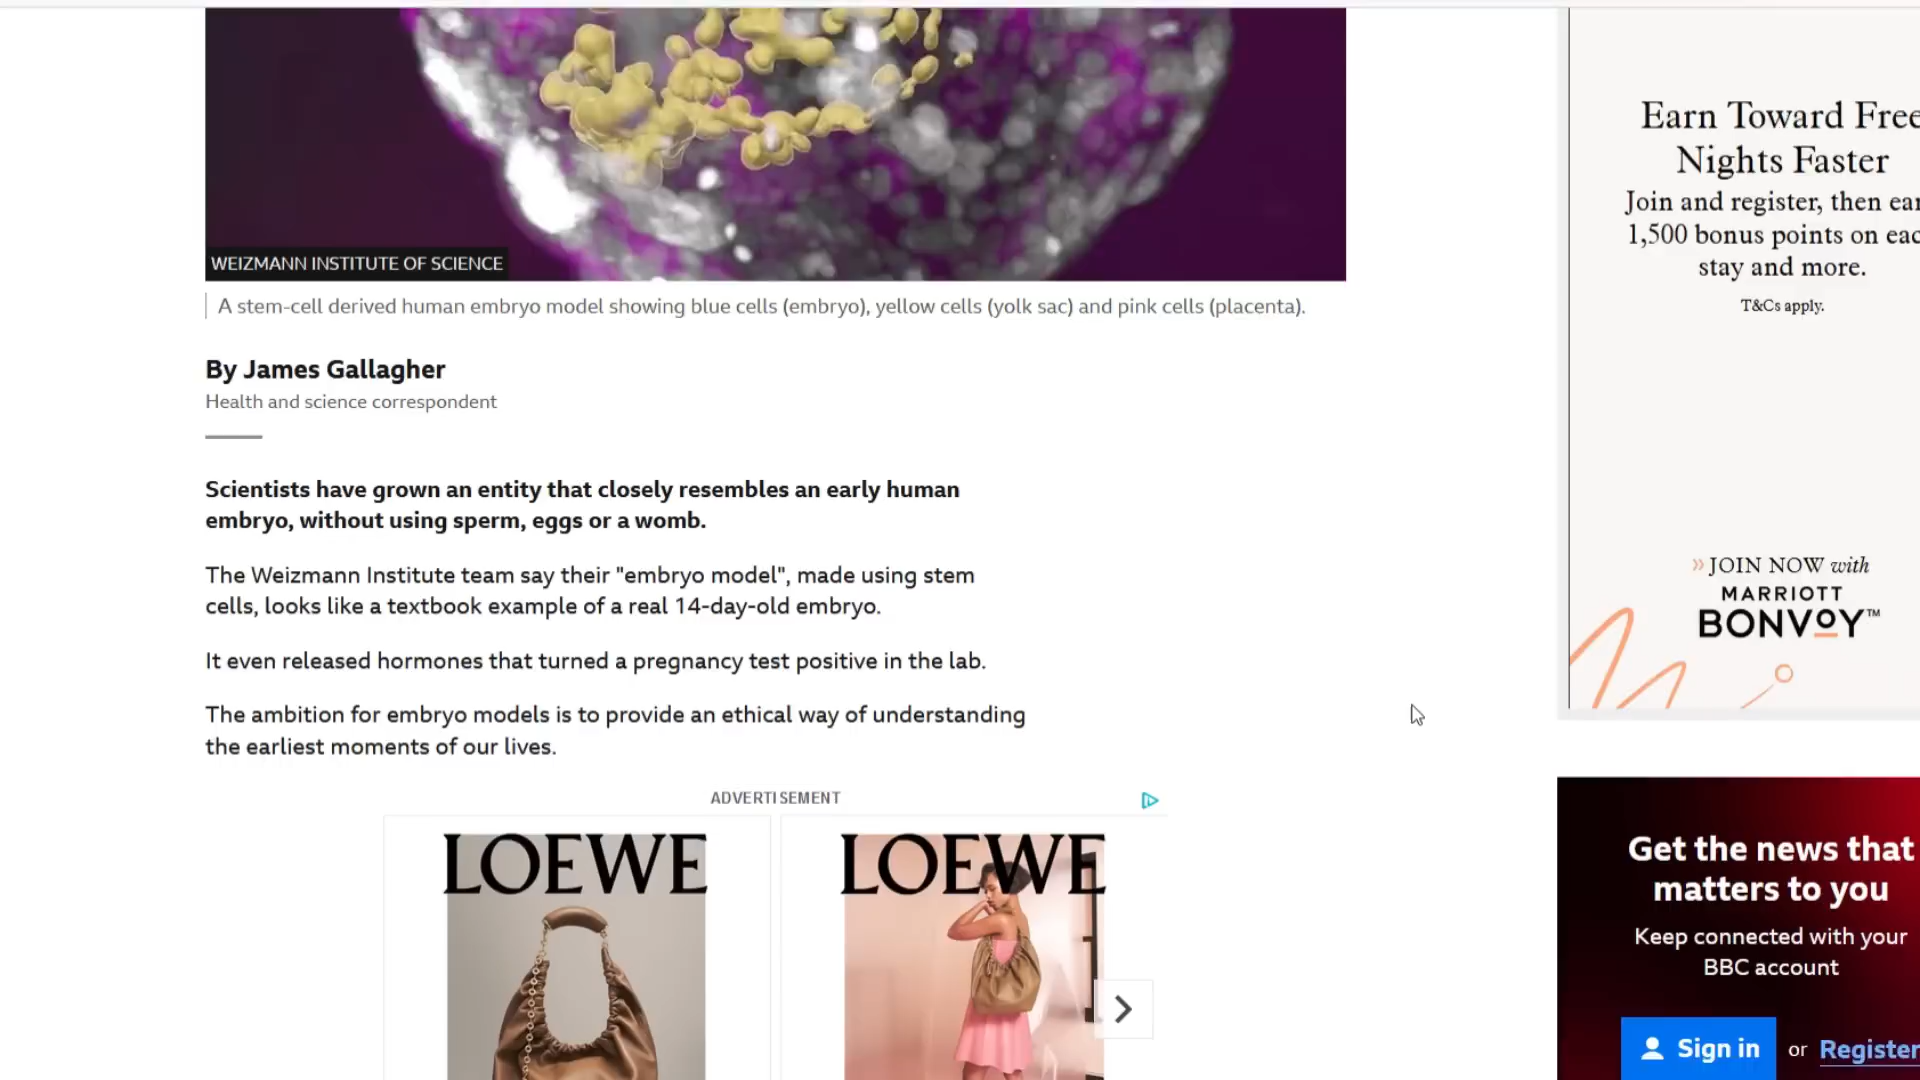 WEIZMANN INSTITUTE OF SCIENCE
A stem-cell derived human embryo model showing blue cells (embryo), yellow cells (yolk sac) and pink cells (placenta).
By James Gallagher
Health and science correspondent
Scientists have grown an entity that closely resembles an early human
embryo, without using sperm, eggs or a womb.
The Weizmann Institute team say their "embryo model", made using stem
cells, looks like a textbook example of a real 14-day-old embryo.
It even released hormones that turned a pregnancy test positive in the lab.
The ambition for embryo models is to provide an ethical way of understanding
the earliest moments of our lives.
ADVERTISEMENT
LOEWE
LOEWE
Earn Toward Free
Nights Faster
Join and register, then ear
1,500 bonus points on eac
stay and more.
T&Cs apply.
JOIN NOW with
MARRIOTT
BONVOY™
Get the news that
matters to you
Keep connected with your
BBC account
Sign in or Register